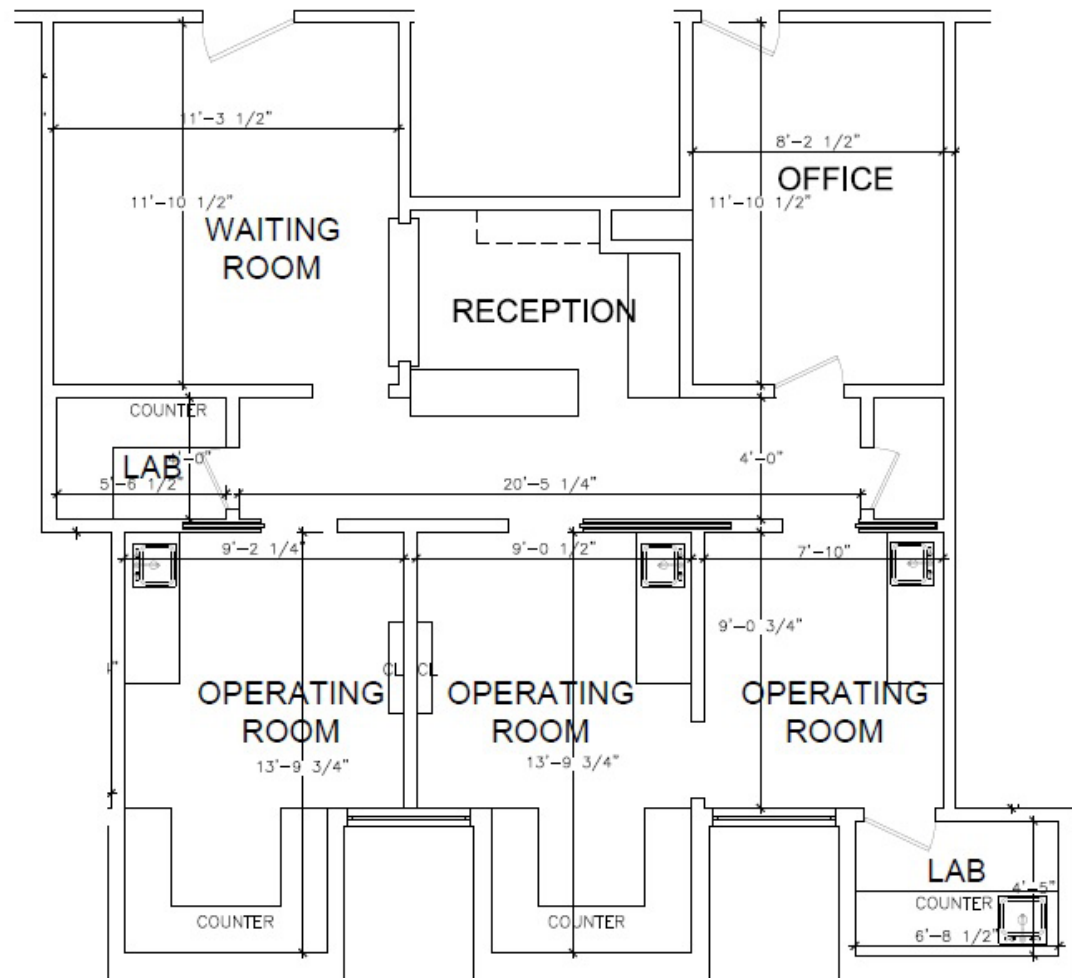 11'-3 1/2"
8'-2 1/2"
OFFICE
11'-10 1/2"
11'-10 1/2"
WAITING
ROOM
RECEPTION
COUNTER
LAB
4'-0"
4'-0"
5'-6 1/2"
20'-5 1/4"
9'-2 1/4"
9'-0 1/2"
7'-10"
9'-0 3/4"
CL
CL
OPERATING
ROOM
OPERATING
ROOM
OPERATING
ROOM
13'-9 3/4"
13'-9 3/4"
LAB
4'-5"
COUNTER
COUNTER
COUNTER
6'-8 1/2"